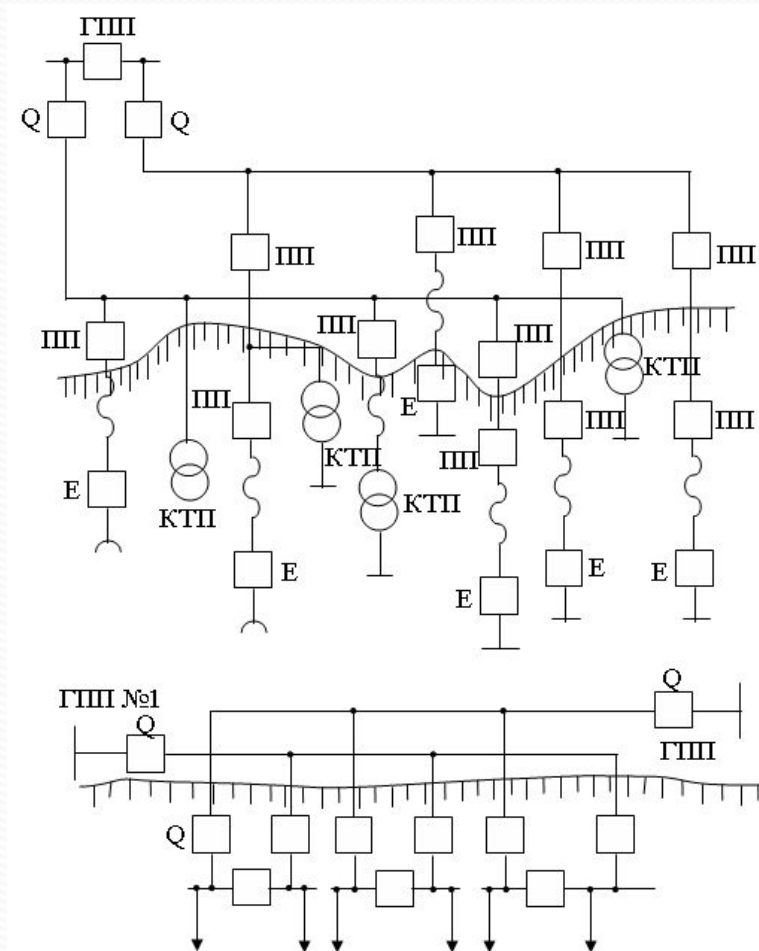 ГПП
Q Q
ПП ПП ПП ПП
ПП ПП ПП
КТП
Е
ПП ПП ПП
КТП ПП
Е КТП КТП
Е Е Е
Е
ГПП №1 Q
Q ГПП
Q